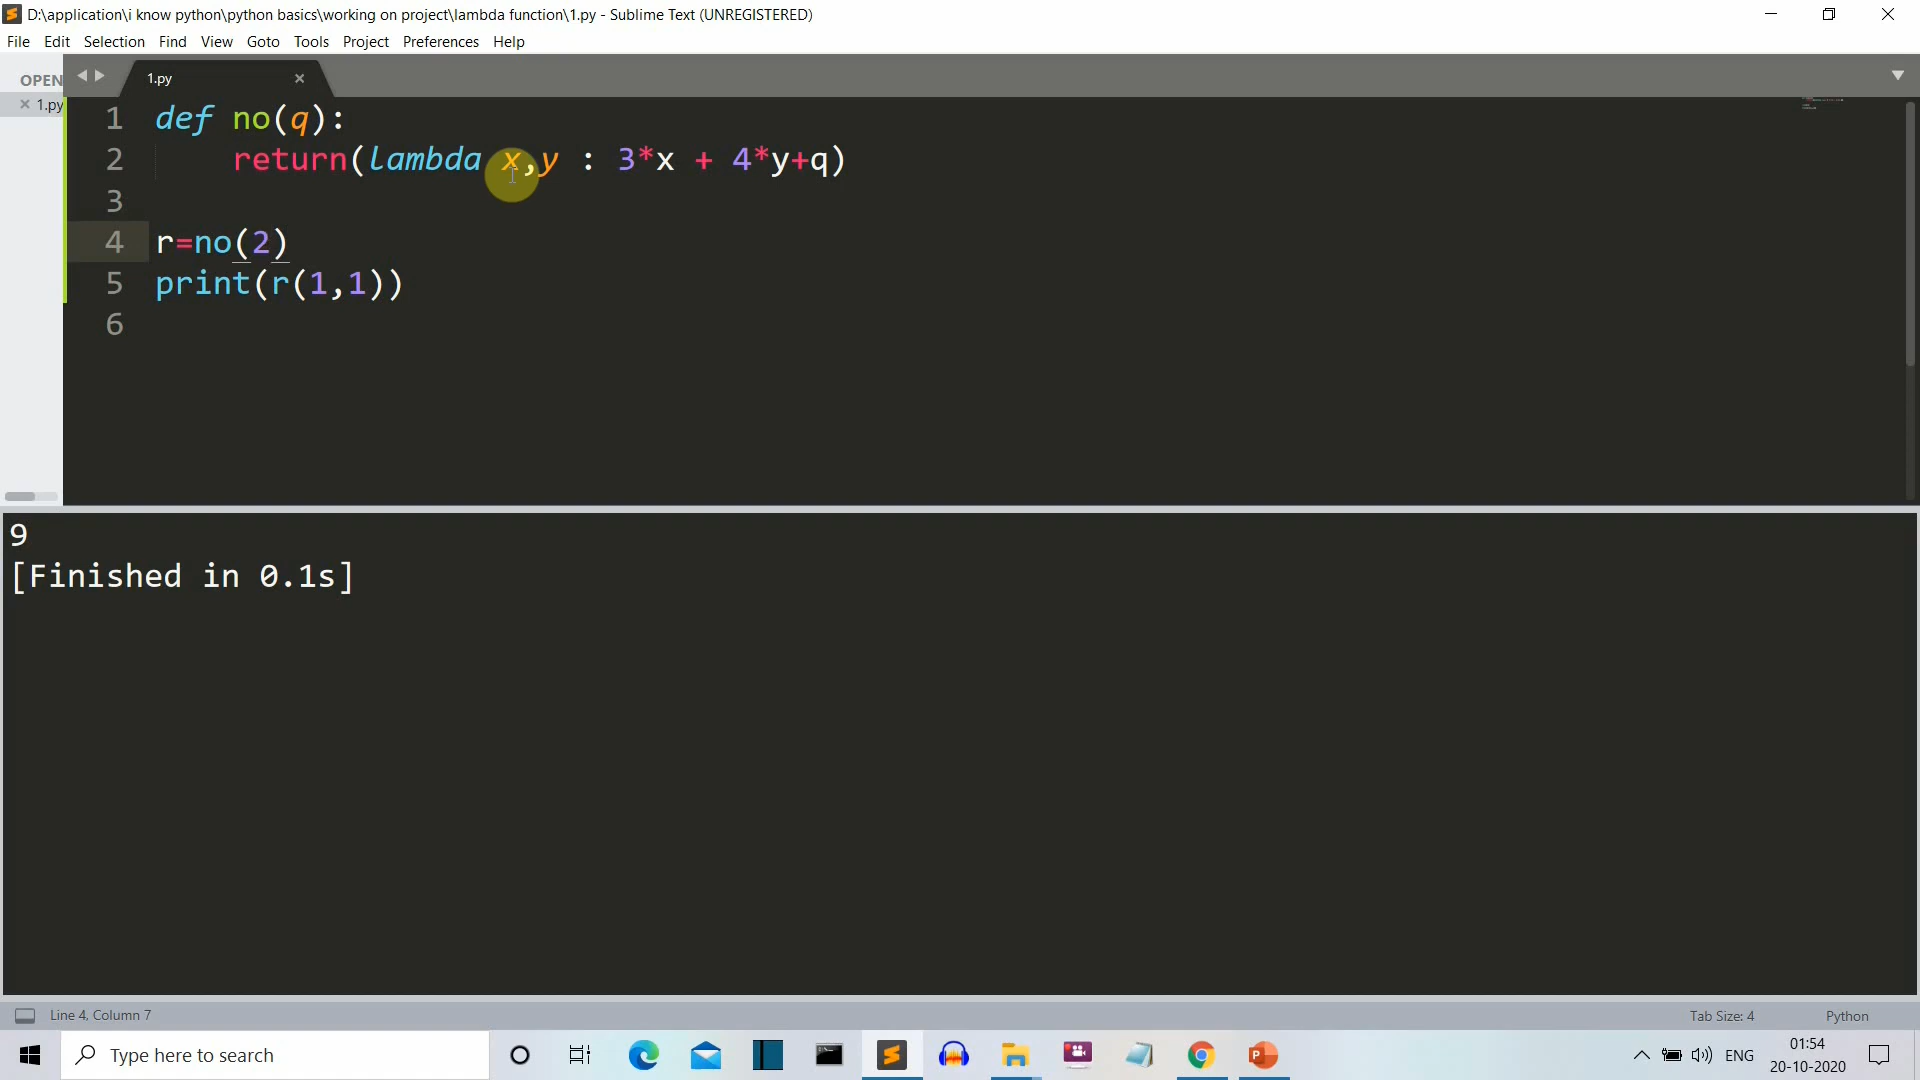 D:\application\i know python\python basics\working on project\lambda function\1.py - Sublime Text (UNREGISTERED)
File Edit Selection Find View Goto Tools Project Preferences Help
OPEN
1.py
1.py
1 def no(q):
2 return(lambda x,y : 3*x + 4*y+q)
3
4 r=no(2)
5 print(r(1,1))
6
9
[Finished in 0.1s]
Line 4, Column 7
Tab Size: 4
Python
Type here to search
ENG
01:54
20-10-2020